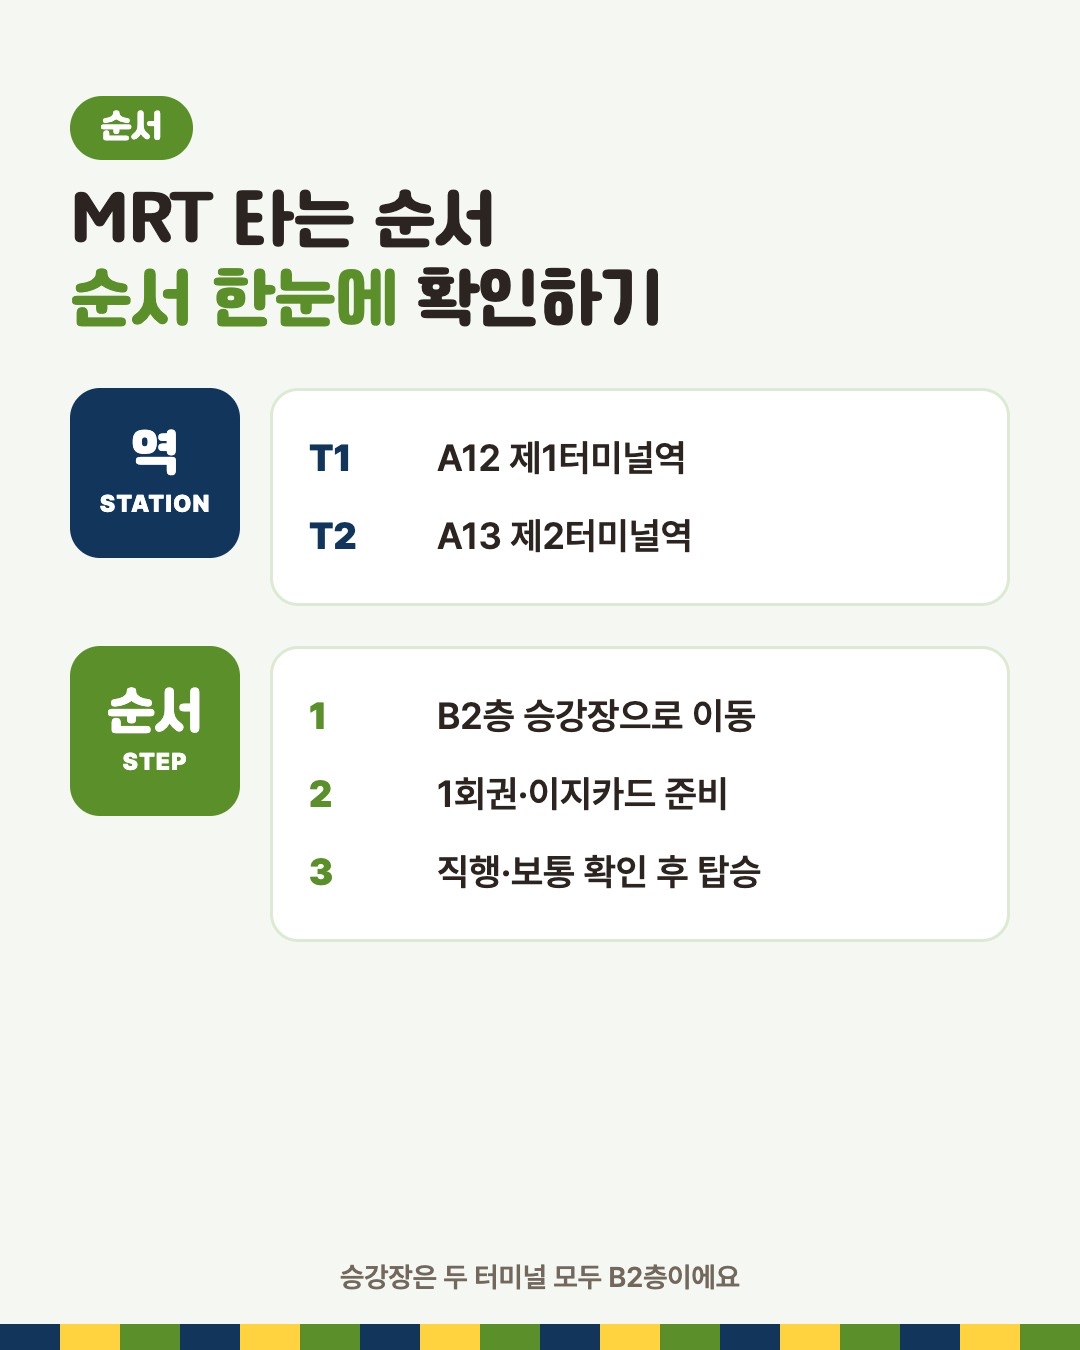 순서
MRT 타는 순서
순서 한눈에 확인하기
역
STATION
T1 A12 제1터미널역
T2 A13 제2터미널역
순서
STEP
1 B2층 승강장으로 이동
2 1회권·이지카드 준비
3 직행·보통 확인 후 탑승
승강장은 두 터미널 모두 B2층이에요